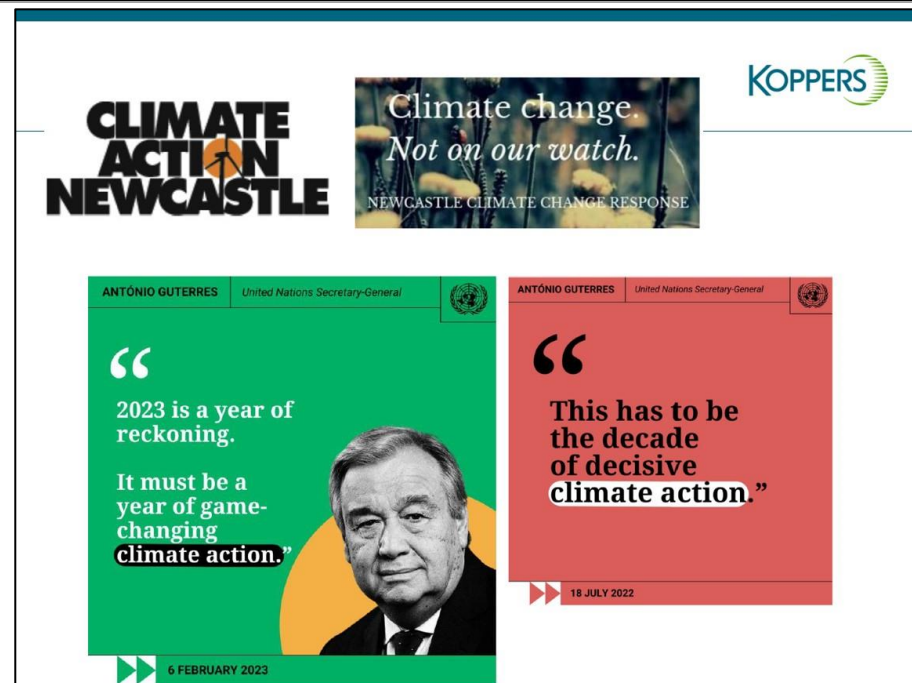 KOPPERS
CLIMATE
ACTION
NEWCASTLE
Climate change.
Not on our watch.
NEWCASTLE CLIMATE CHANGE RESPONSE
ANTÓNIO GUTERRES
United Nations Secretary-General
“
2023 is a year of
reckoning.
It must be a
year of game-
changing
climate action.”
6 FEBRUARY 2023
ANTÓNIO GUTERRES
United Nations Secretary-General
“
This has to be
the decade
of decisive
climate action.”
18 JULY 2022